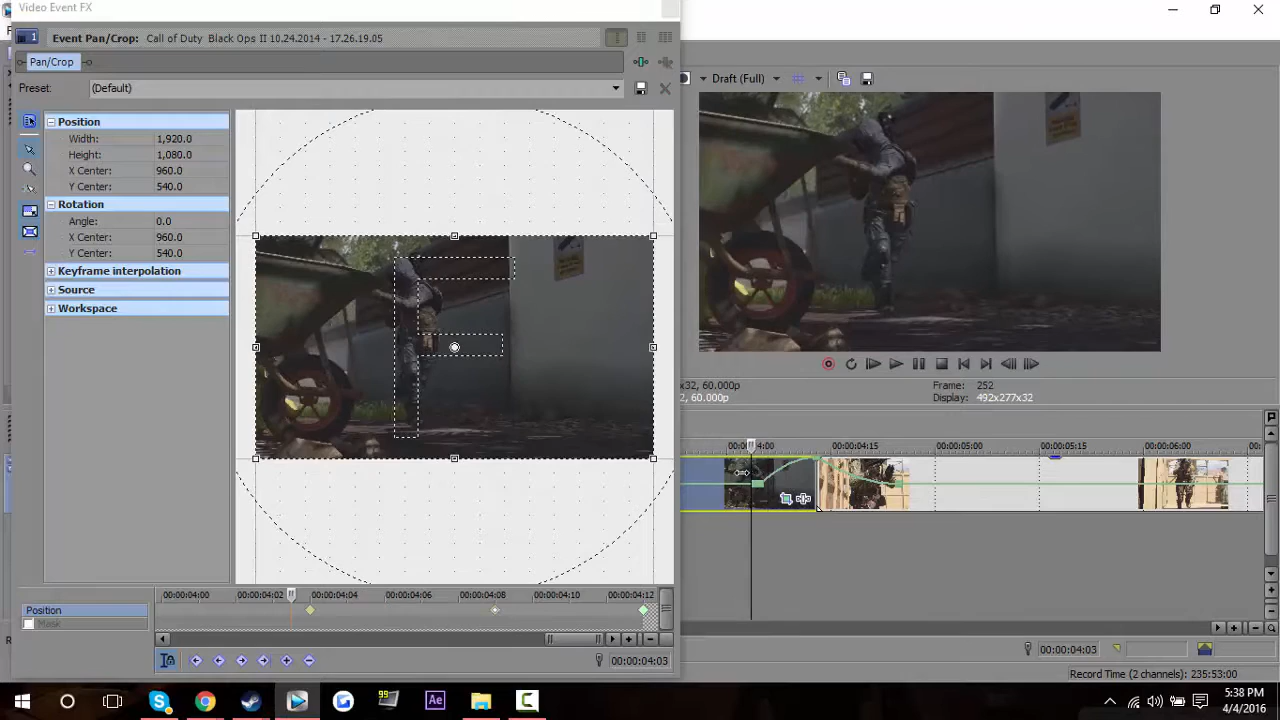 Video Event FX
1 Event Pan/Crop: Call of Duty Black Ops II 10.24.2014 - 17.26.19.05
Pan/Crop
Preset: (Default)
Draft (Full)
Position
Width: 1,920.0
Height: 1,080.0
X Center: 960.0
Y Center: 540.0
Rotation
Angle: 0.0
X Center: 960.0
Y Center: 540.0
Keyframe interpolation
Source
Workspace
x32, 60.000p
x32, 60.000p
Frame: 252
Display: 492x277x32
00:00:04:15
00:00:05:00
00:00:05:15
00:00:06:00
00:
00:00:04:00
00:00:04:02
00:00:04:04
00:00:04:06
00:00:04:08
00:00:04:10
00:00:04:12
Position
Mask
00:00:04:03
00:00:04:03
Record Time (2 channels): 235:53:00
99
Ae
5:38 PM
4/4/2016